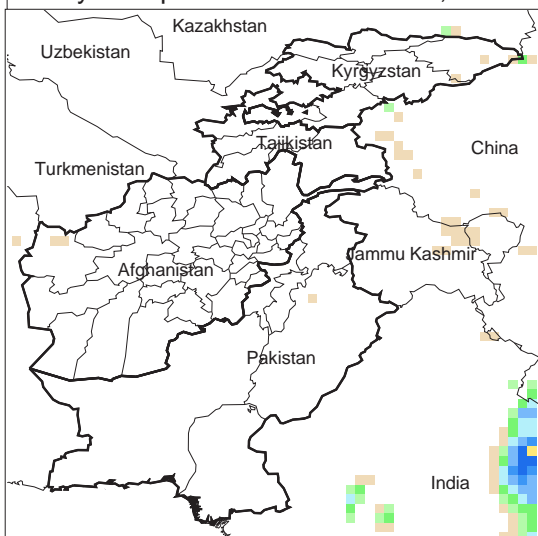 Kazakhstan
Uzbekistan
Kyrgyzstan
Tajikistan
China
Turkmenistan
Jammu Kashmir
Afghanistan
Pakistan
India